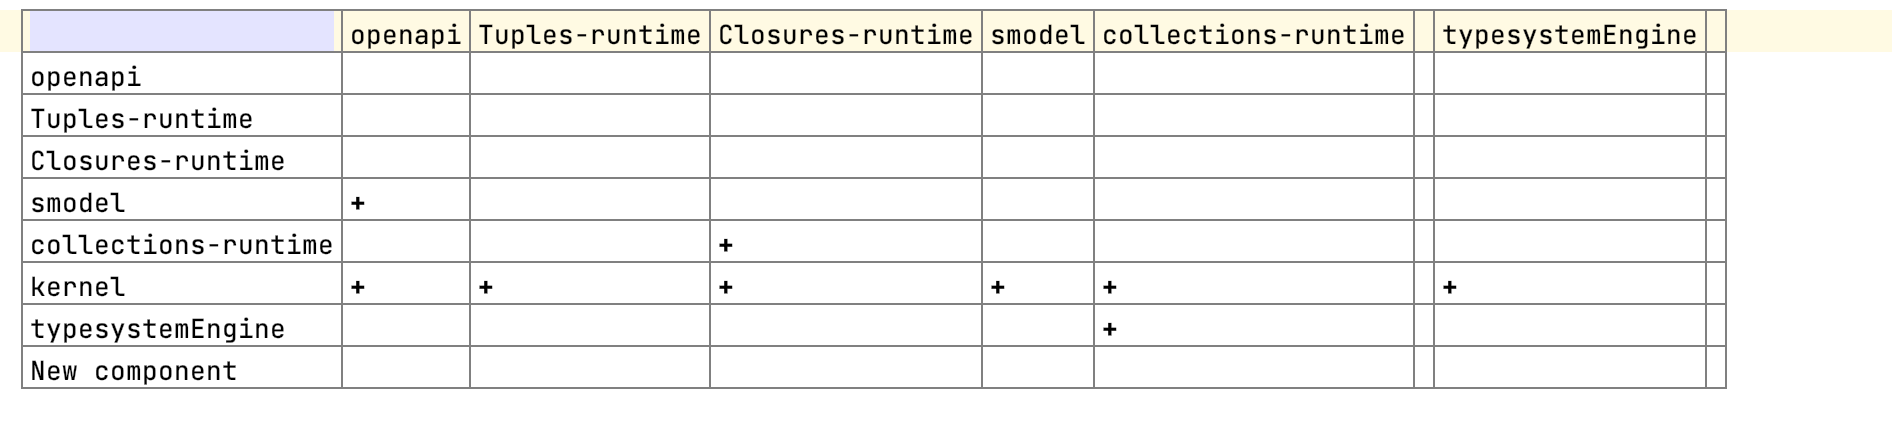 openapi Tuples-runtime Closures-runtime smodel collections-runtime typesystemEngine
openapi
Tuples-runtime
Closures-runtime
smodel +
collections-runtime +
kernel + + + + + +
typesystemEngine +
New component